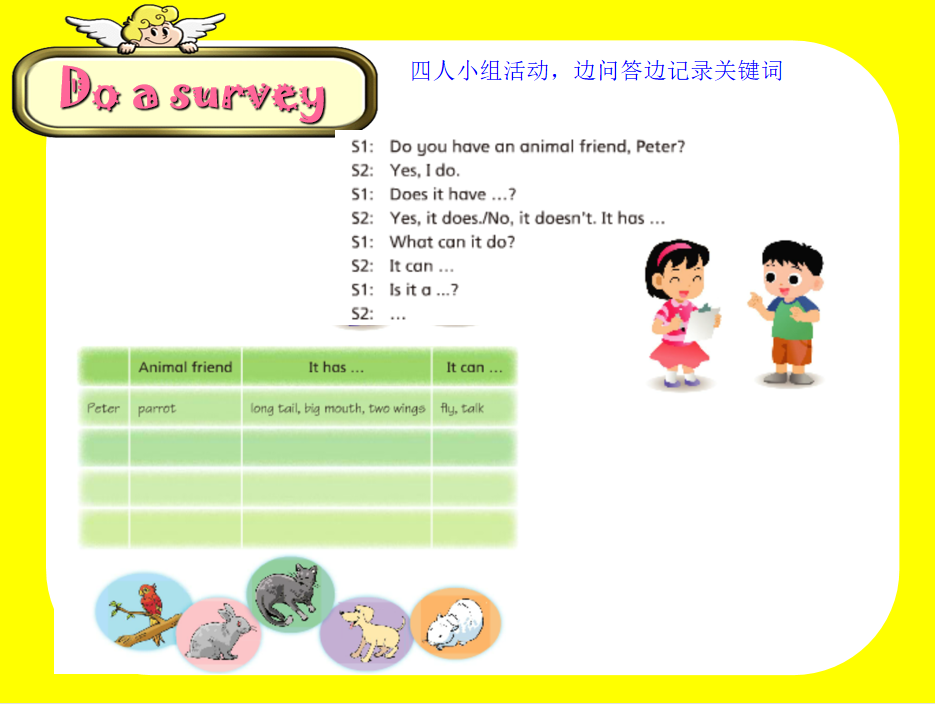 Do a survey
四人小组活动，边问答边记录关键词
S1: Do you have an animal friend, Peter?
S2: Yes, I do.
S1: Does it have ...?
S2: Yes, it does./No, it doesn't. It has ...
S1: What can it do?
S2: It can ...
S1: Is it a ...?
S2: ...
Animal friend It has ... It can ...
Peter parrot long tail, big mouth, two wings fly, talk